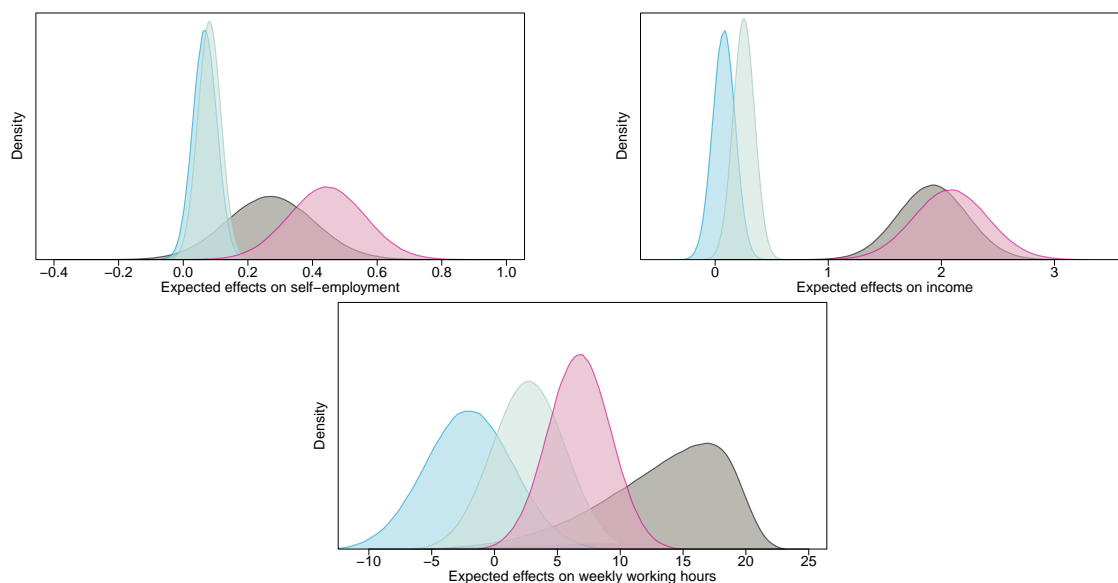 Density
−0.4 −0.2 0.0 0.2 0.4 0.6 0.8 1.0
Expected effects on self−employment
Density
0 1 2 3
Expected effects on income
Density
−10 −5 0 5 10 15 20 25
Expected effects on weekly working hours